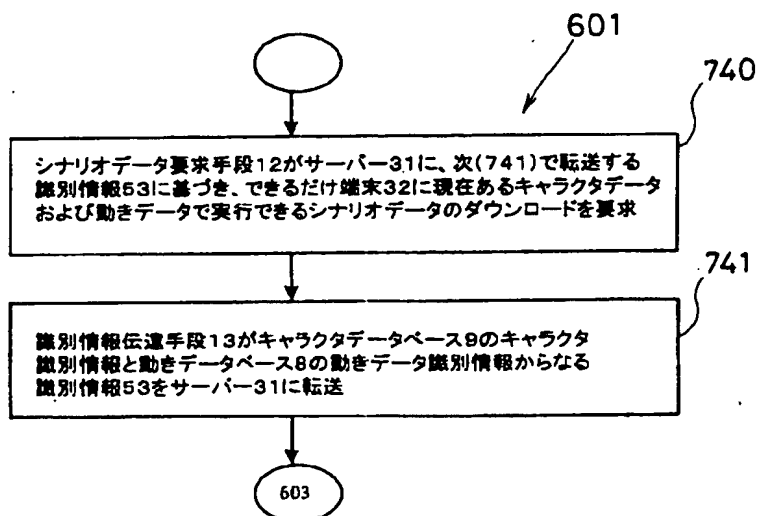 601
740
シナリオデータ要求手段12がサーバー31に、次(741)で転送する
識別情報53に基づき、できるだけ端末32に現在あるキャラクタデータ
および動きデータで実行できるシナリオデータのダウンロードを要求
741
識別情報伝達手段13がキャラクタデータベース9のキャラクタ
識別情報と動きデータベース8の動きデータ識別情報からなる
識別情報53をサーバー31に転送
603